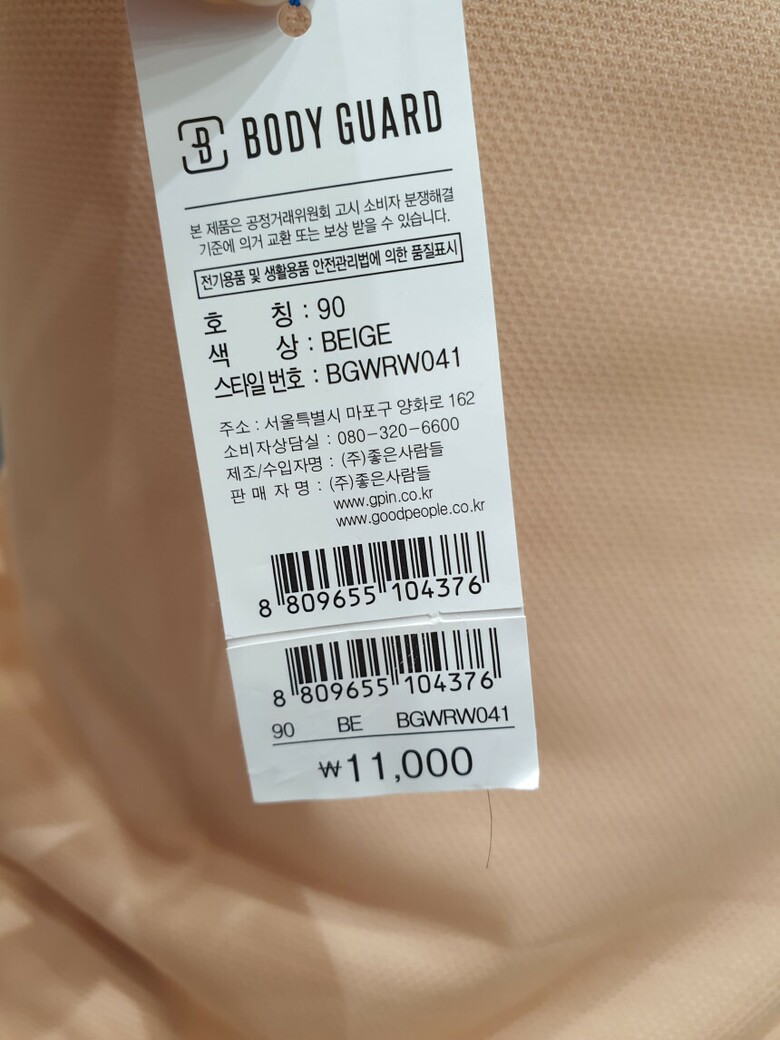 B BODY GUARD
본 제품은 공정거래위원회 고시 소비자 분쟁해결
기준에 의거 교환 또는 보상 받을 수 있습니다.
전기용품 및 생활용품 안전관리법에 의한 품질표시
호 칭 : 90
색 상 : BEIGE
스타일번호 : BGWRW041
주소 : 서울특별시 마포구 양화로 162
소비자상담실 : 080-320-6600
제조/수입자명 : (주)좋은사람들
판 매 자 명 : (주)좋은사람들
www.gpin.co.kr
www.goodpeople.co.kr
8 809655 104376
8 809655 104376
90 BE BGWRW041
₩11,000